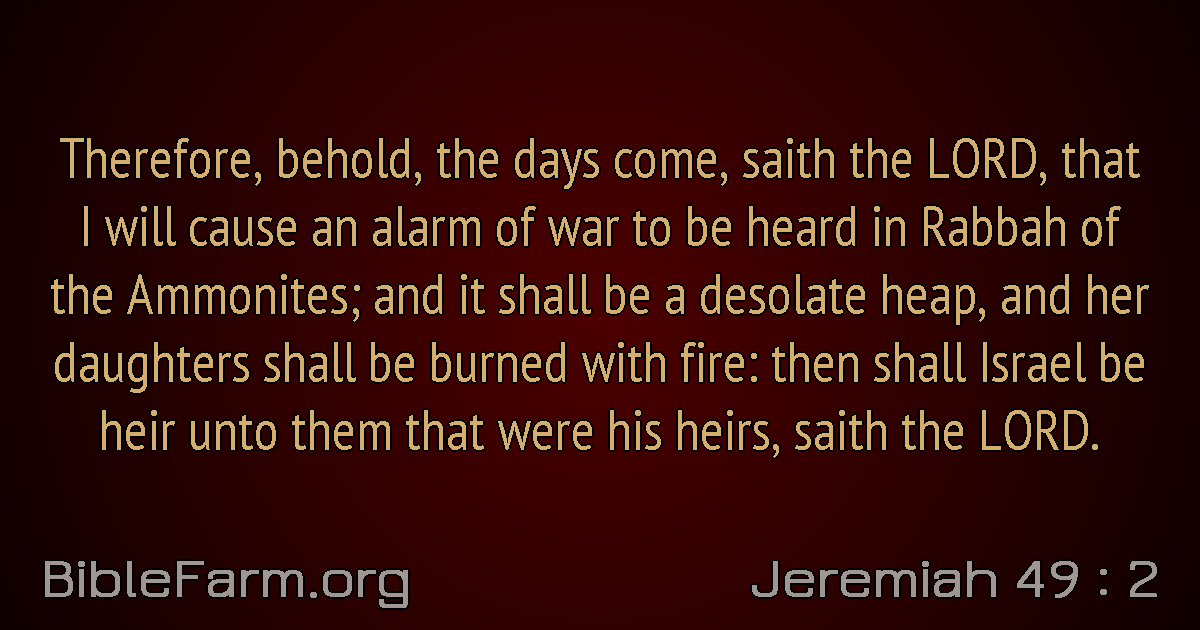 Therefore, behold, the days come, saith the LORD, that
I will cause an alarm of war to be heard in Rabbah of
the Ammonites; and it shall be a desolate heap, and her
daughters shall be burned with fire: then shall Israel be
heir unto them that were his heirs, saith the LORD.
BibleFarm.org
Jeremiah 49 : 2